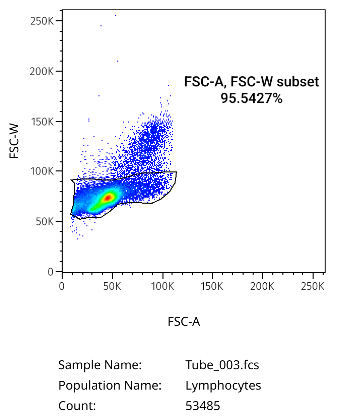 250K
200K
150K
100K
50K
0
FSC-W
FSC-A, FSC-W subset
95.5427%
0 50K 100K 150K 200K 250K
FSC-A
Sample Name: Tube_003.fcs
Population Name: Lymphocytes
Count: 53485